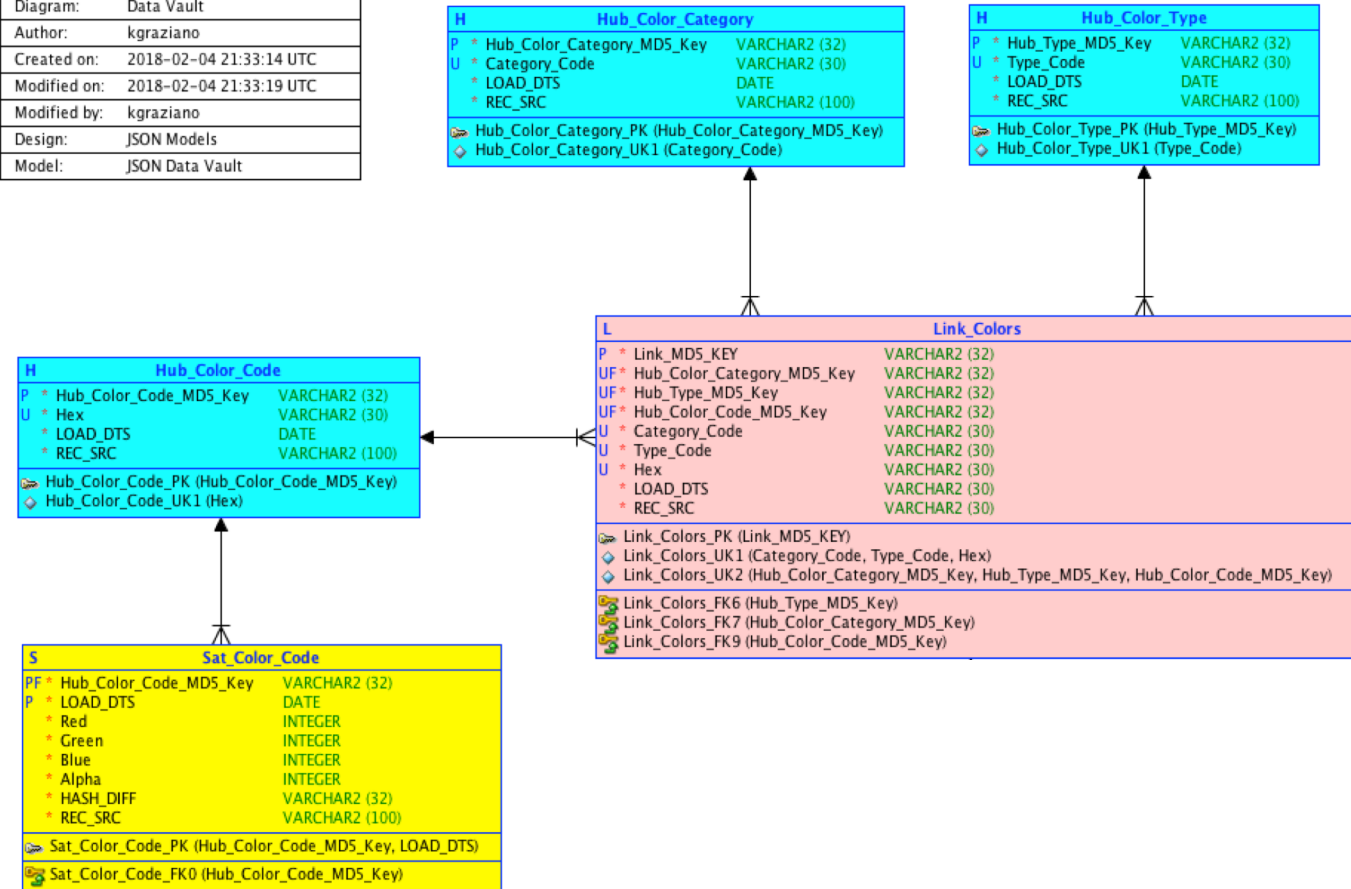 Diagram: Data Vault
Author: kgraziano
Created on: 2018-02-04 21:33:14 UTC
Modified on: 2018-02-04 21:33:19 UTC
Modified by: kgraziano
Design: JSON Models
Model: JSON Data Vault
H Hub_Color_Category
P * Hub_Color_Category_MD5_Key VARCHAR2 (32)
U * Category_Code VARCHAR2 (30)
* LOAD_DTS DATE
* REC_SRC VARCHAR2 (100)
Hub_Color_Category_PK (Hub_Color_Category_MD5_Key)
Hub_Color_Category_UK1 (Category_Code)
H Hub_Color_Type
P * Hub_Type_MD5_Key VARCHAR2 (32)
U * Type_Code VARCHAR2 (30)
* LOAD_DTS DATE
* REC_SRC VARCHAR2 (100)
Hub_Color_Type_PK (Hub_Type_MD5_Key)
Hub_Color_Type_UK1 (Type_Code)
H Hub_Color_Code
P * Hub_Color_Code_MD5_Key VARCHAR2 (32)
U * Hex VARCHAR2 (30)
* LOAD_DTS DATE
* REC_SRC VARCHAR2 (100)
Hub_Color_Code_PK (Hub_Color_Code_MD5_Key)
Hub_Color_Code_UK1 (Hex)
L Link_Colors
P * Link_MD5_KEY VARCHAR2 (32)
UF * Hub_Color_Category_MD5_Key VARCHAR2 (32)
UF * Hub_Type_MD5_Key VARCHAR2 (32)
UF * Hub_Color_Code_MD5_Key VARCHAR2 (32)
U * Category_Code VARCHAR2 (30)
U * Type_Code VARCHAR2 (30)
U * Hex VARCHAR2 (30)
* LOAD_DTS VARCHAR2 (30)
* REC_SRC VARCHAR2 (30)
Link_Colors_PK (Link_MD5_KEY)
Link_Colors_UK1 (Category_Code, Type_Code, Hex)
Link_Colors_UK2 (Hub_Color_Category_MD5_Key, Hub_Type_MD5_Key, Hub_Color_Code_MD5_Key)
Link_Colors_FK6 (Hub_Type_MD5_Key)
Link_Colors_FK7 (Hub_Color_Category_MD5_Key)
Link_Colors_FK9 (Hub_Color_Code_MD5_Key)
S Sat_Color_Code
PF * Hub_Color_Code_MD5_Key VARCHAR2 (32)
P * LOAD_DTS DATE
* Red INTEGER
* Green INTEGER
* Blue INTEGER
* Alpha INTEGER
* HASH_DIFF VARCHAR2 (32)
* REC_SRC VARCHAR2 (100)
Sat_Color_Code_PK (Hub_Color_Code_MD5_Key, LOAD_DTS)
Sat_Color_Code_FK0 (Hub_Color_Code_MD5_Key)